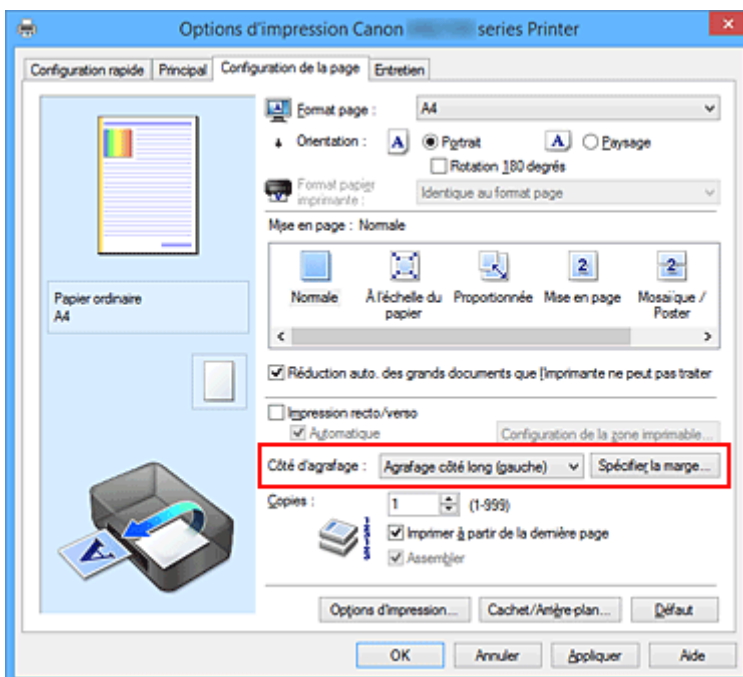 Options d'impression Canon series Printer
Configuration rapide Principal Configuration de la page Entretien
Format page : A4
Orientation : A Portrait A Paysage
Rotation 180 degrés
Format papier imprimante : Identique au format page
Mise en page : Normale
Normale À l'échelle du papier Proportionnée Mise en page Mosaïque / Poster
Papier ordinaire
A4
Réduction auto. des grands documents que l'imprimante ne peut pas traiter
Impression recto/verso
Automatique Configuration de la zone imprimable...
Côté d'agrafage : Agrafage côté long (gauche) Spécifier la marge...
Copies : 1 (1-999)
Imprimer à partir de la dernière page
Assembler
Options d'impression... Cachet/Arrière-plan... Défaut
OK Annuler Appliquer Aide